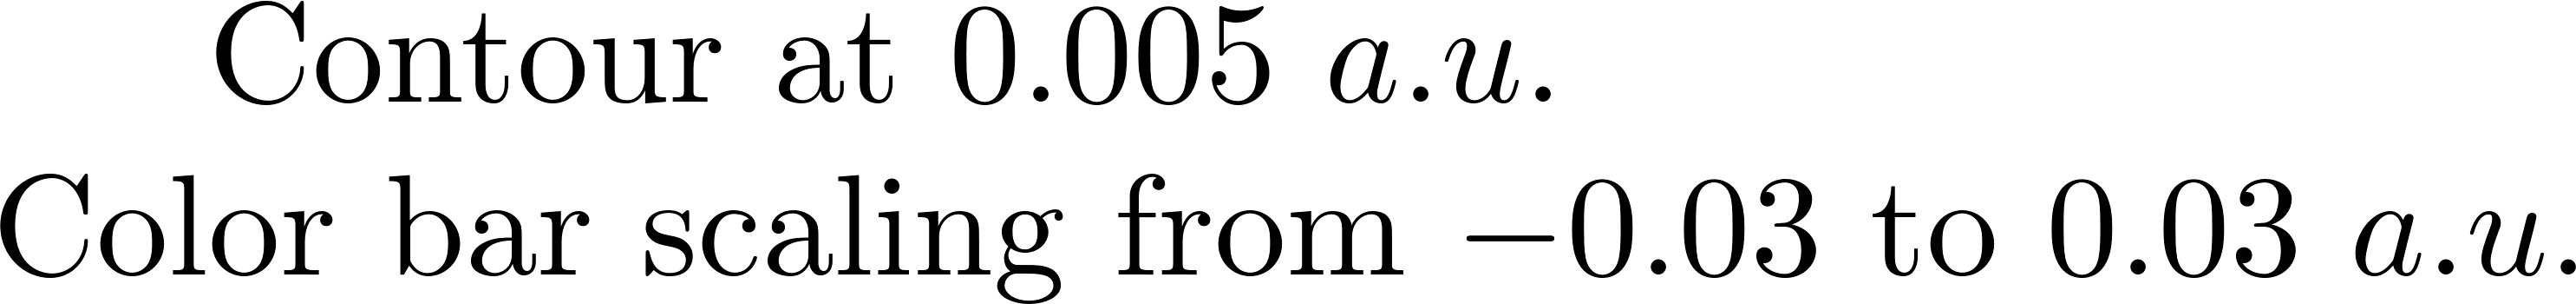 Contour at 0.005 a.u.
Color bar scaling from −0.03 to 0.03 a.u.